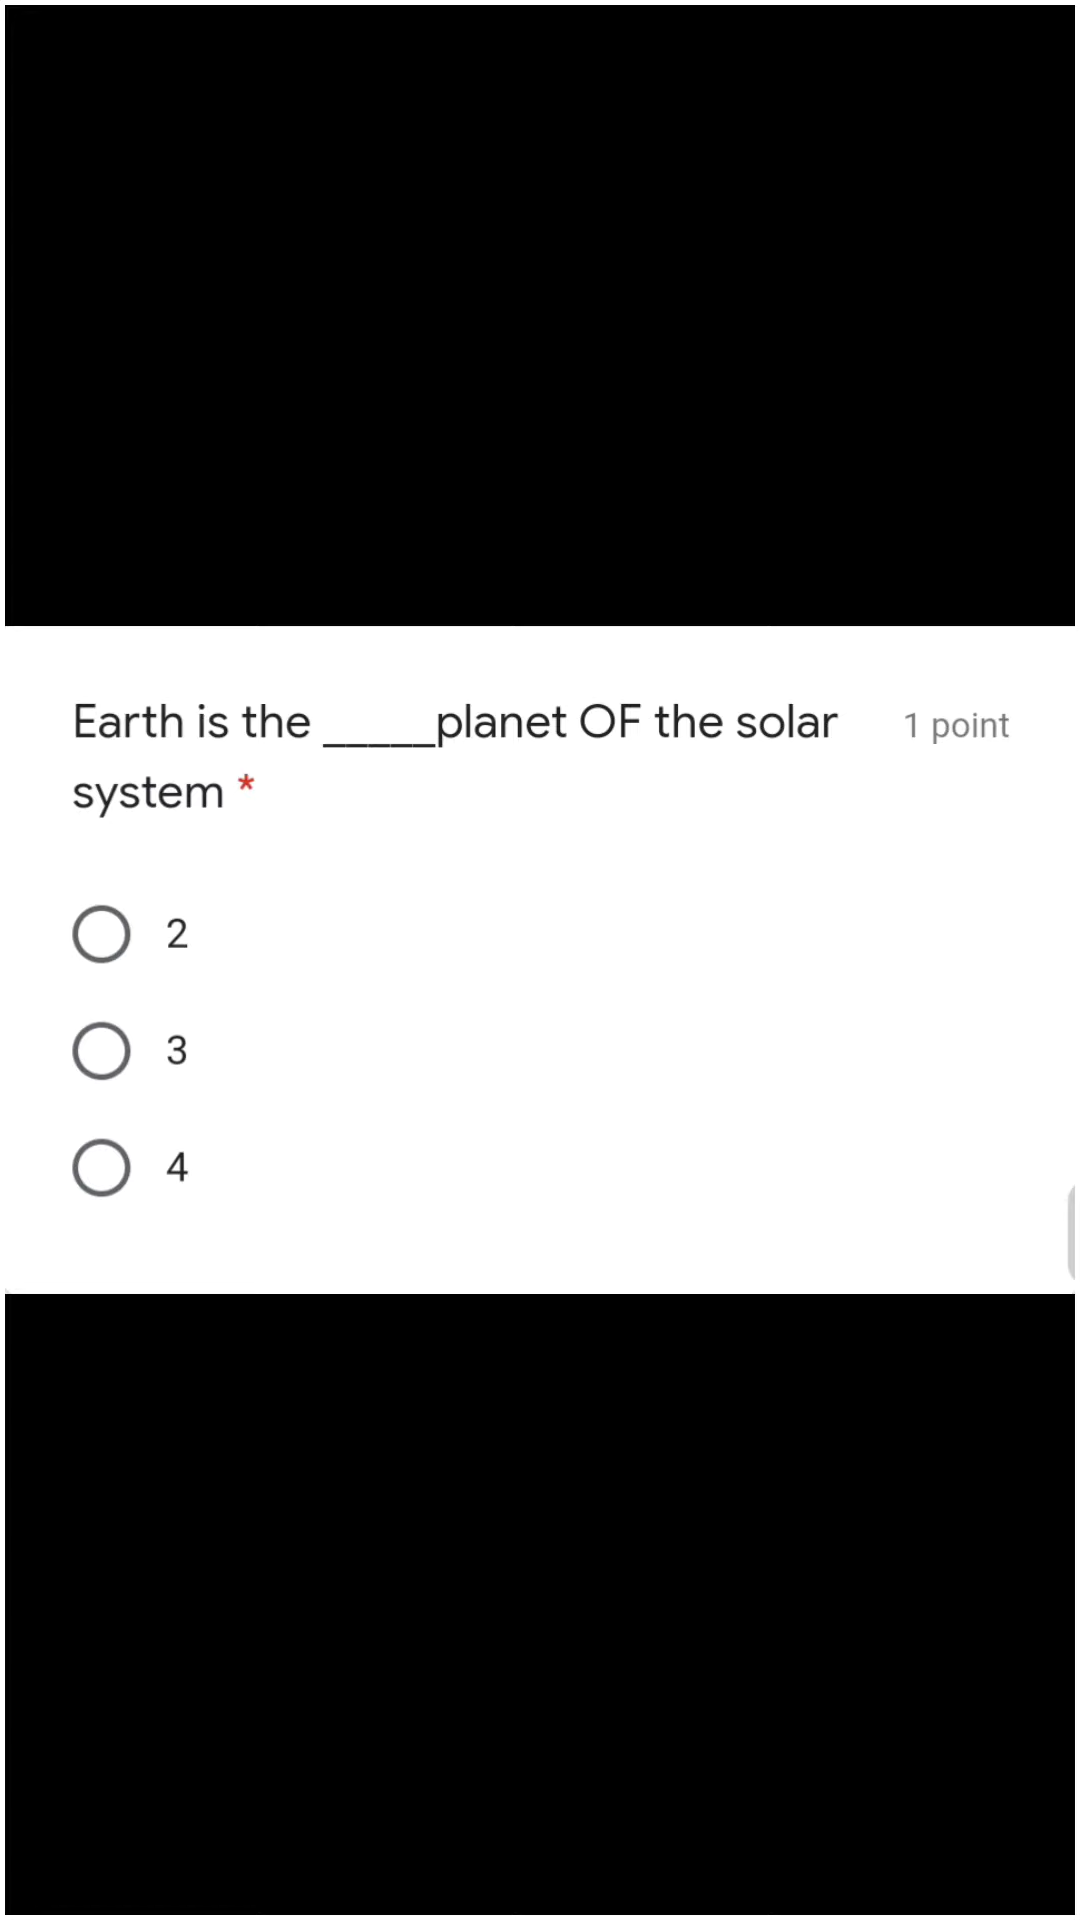 Earth is the _____planet OF the solar 1 point
system *
2
3
4